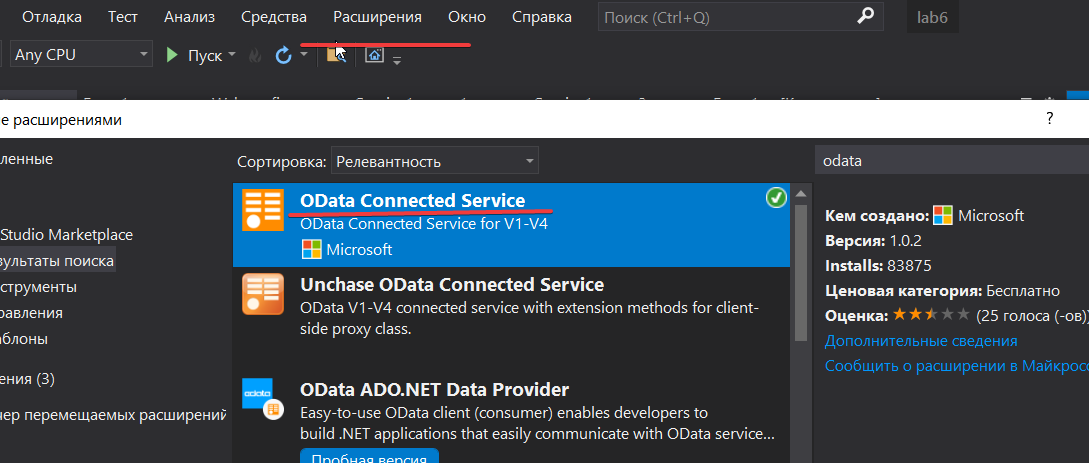 Отладка Тест Анализ Средства Расширения Окно Справка Поиск (Ctrl+Q) lab6
Any CPU Пуск
е расширениями ?
ленные
Сортировка: Релевантность
odata
OData Connected Service
OData Connected Service for V1-V4
Microsoft
Studio Marketplace
зультаты поиска
струменты
равления
аблоны
ения (3)
чер перемещаемых расширений
Unchase OData Connected Service
OData V1-V4 connected service with extension methods for client-
side proxy class.
OData ADO.NET Data Provider
Easy-to-use OData client (consumer) enables developers to
build .NET applications that easily communicate with OData service...
Пробная версия
Кем создано: Microsoft
Версия: 1.0.2
Installs: 83875
Ценовая категория: Бесплатно
Оценка: (25 голоса (-ов))
Дополнительные сведения
Сообщить о расширении в Майкрос